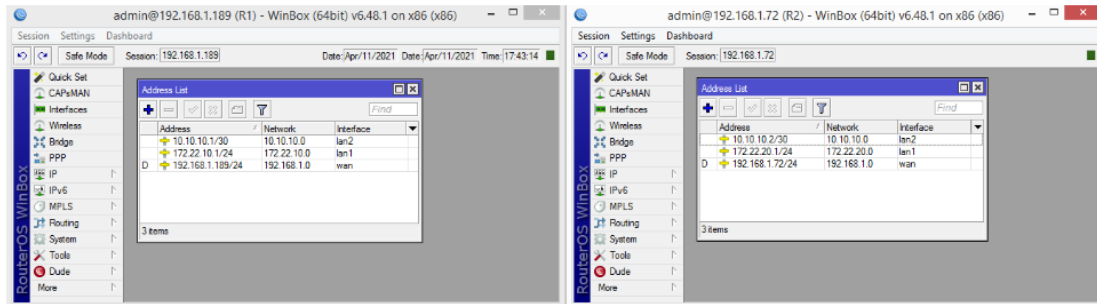 admin@192.168.1.189 (R1) - WinBox (64bit) v6.48.1 on x86 (x86)
Session Settings Dashboard
Safe Mode Session: 192.168.1.189 Date: Apr/11/2021 Date: Apr/11/2021 Time: 17:43:14
Quick Set
CAPsMAN
Interfaces
Wireless
Bridge
PPP
IP
IPv6
MPLS
Routing
System
Tools
Dude
More
RouterOS WinBox
Address List
Find
Address Network Interface
10.10.10.1/30 10.10.10.0 lan2
172.22.10.1/24 172.22.10.0 lan1
D 192.168.1.189/24 192.168.1.0 wan
3 items
admin@192.168.1.72 (R2) - WinBox (64bit) v6.48.1 on x86 (x86)
Session Settings Dashboard
Safe Mode Session: 192.168.1.72
Quick Set
CAPsMAN
Interfaces
Wireless
Bridge
PPP
IP
IPv6
MPLS
Routing
System
Tools
Dude
More
RouterOS WinBox
Address List
Find
Address Network Interface
10.10.10.2/30 10.10.10.0 lan2
172.22.20.1/24 172.22.20.0 lan1
D 192.168.1.72/24 192.168.1.0 wan
3 items